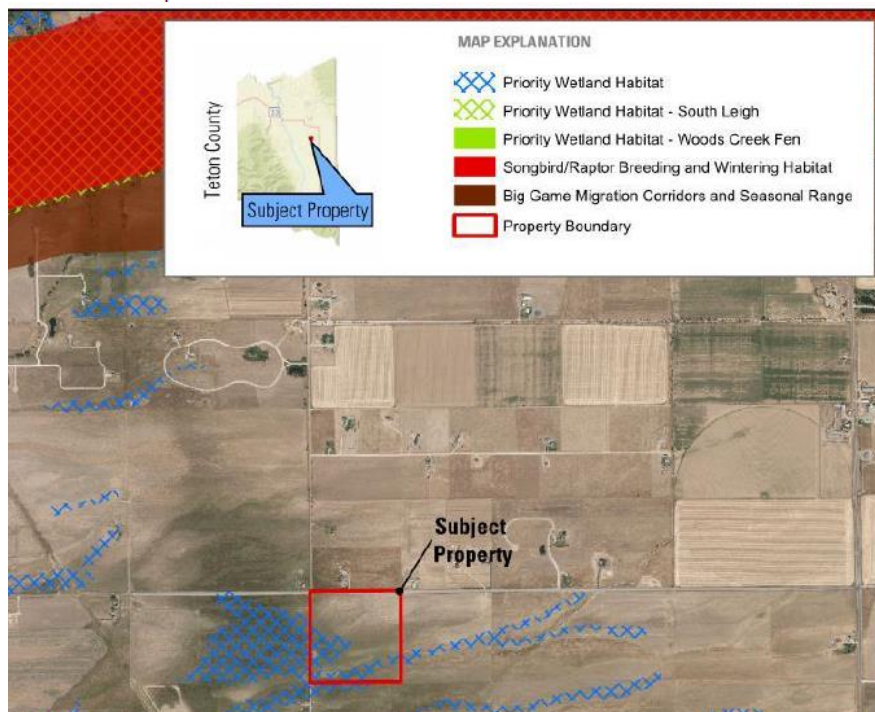 MAP EXPLANATION
Teton County
Subject Property
Priority Wetland Habitat
Priority Wetland Habitat - South Leigh
Priority Wetland Habitat - Woods Creek Fen
Songbird/Raptor Breeding and Wintering Habitat
Big Game Migration Corridors and Seasonal Range
Property Boundary
Subject
Property